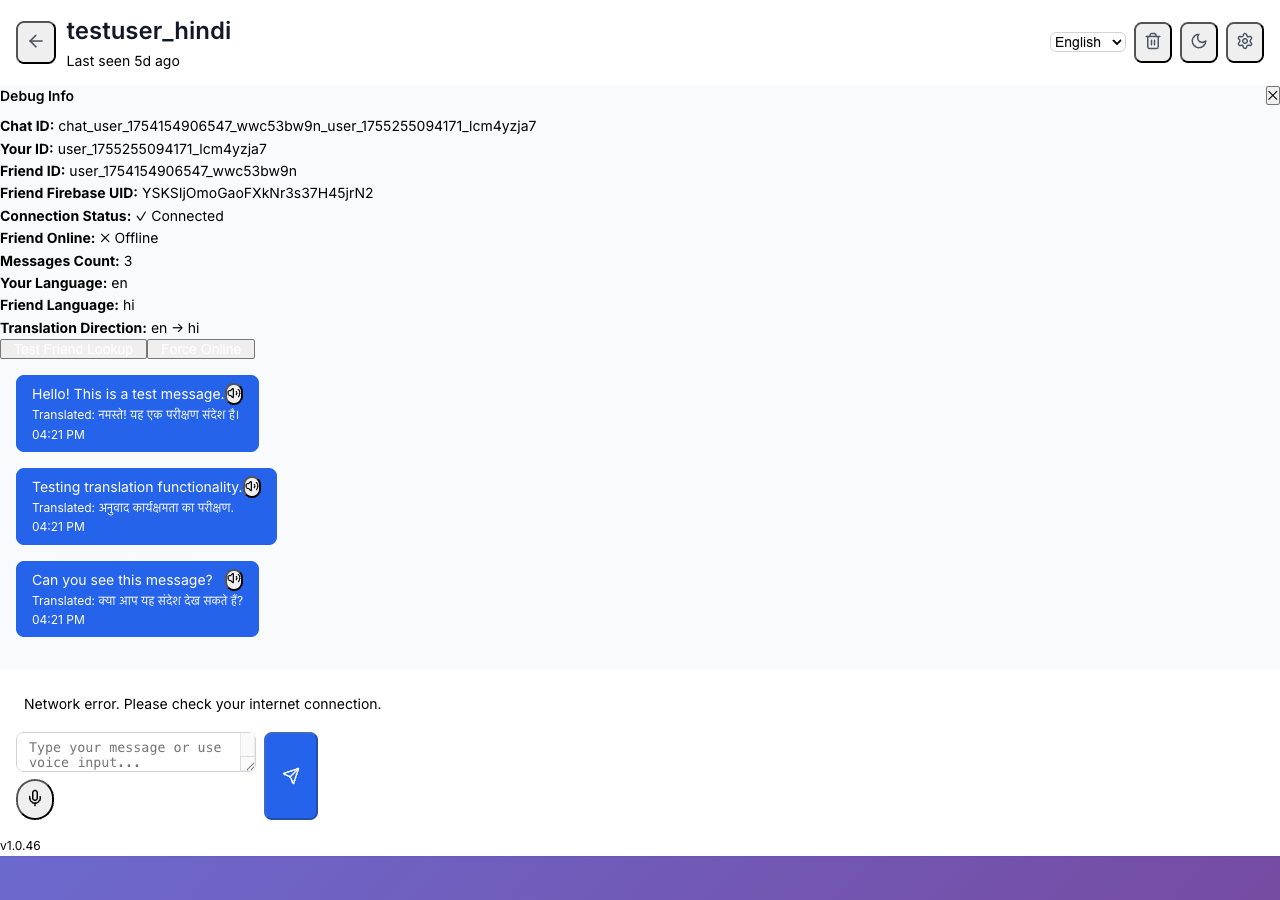 testuser_hindi
Last seen 5d ago
English
Debug Info
Chat ID: chat_user_1754154906547_wwc53bw9n_user_1755255094171_lcm4yzja7
Your ID: user_1755255094171_lcm4yzja7
Friend ID: user_1754154906547_wwc53bw9n
Friend Firebase UID: YSKSIjOmoGaoFXkNr3s37H45jrN2
Connection Status: ✓ Connected
Friend Online: ✕ Offline
Messages Count: 3
Your Language: en
Friend Language: hi
Translation Direction: en → hi
Test Friend Lookup Force Online
Hello! This is a test message.
Translated: नमस्ते! यह एक परीक्षण संदेश है।
04:21 PM
Testing translation functionality.
Translated: अनुवाद कार्यक्षमता का परीक्षण.
04:21 PM
Can you see this message?
Translated: क्या आप यह संदेश देख सकते हैं?
04:21 PM
Network error. Please check your internet connection.
Type your message or use
voice input...
v1.0.46